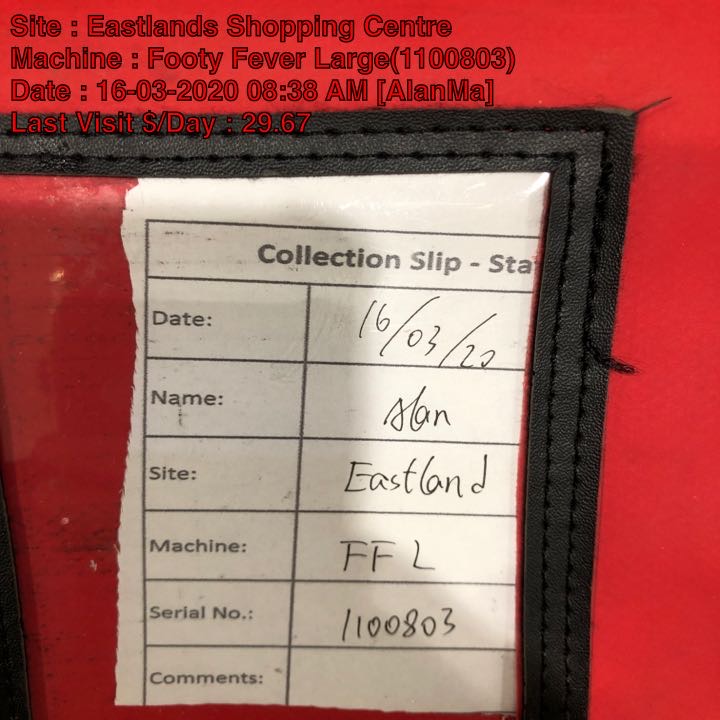 Site : Eastlands Shopping Centre
Machine : Footy Fever Large(1100803)
Date : 16-03-2020 08:38 AM [AlanMa]
Last Visit $/Day : 29.67
Collection Slip - Sta
Date: 16/03/20
Name: Alan
Site: Eastland
Machine: FFL
Serial No.: 1100803
Comments: